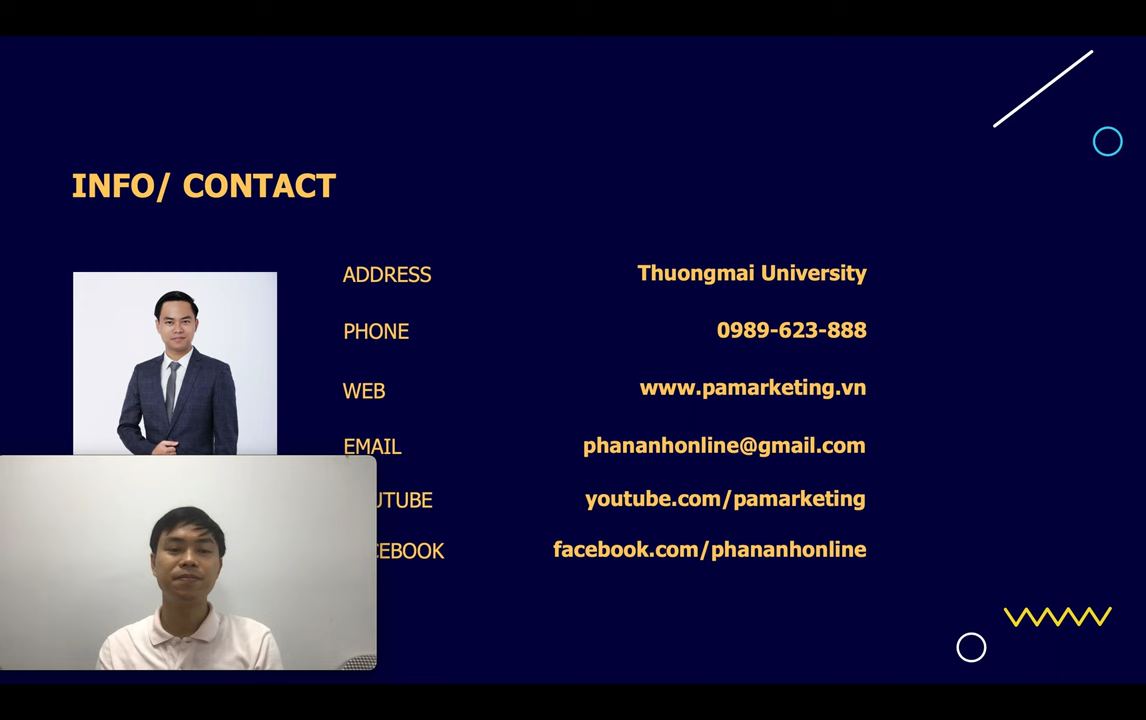 INFO/ CONTACT
ADDRESS Thuongmai University
PHONE 0989-623-888
WEB www.pamarketing.vn
EMAIL phananhonline@gmail.com
UTUBE youtube.com/pamarketing
CEBOOK facebook.com/phananhonline